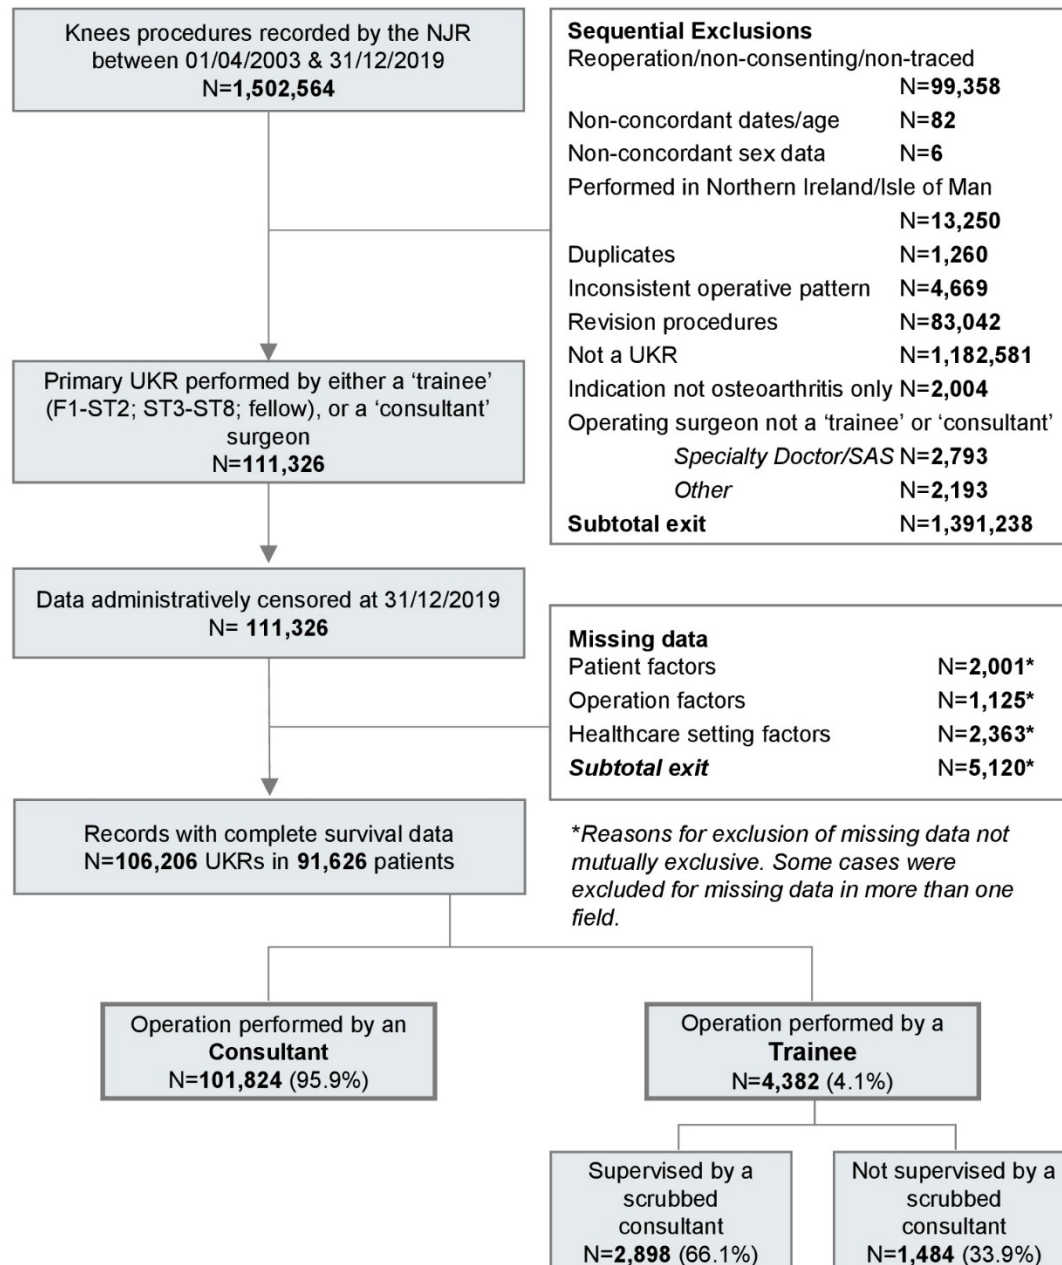 Knees procedures recorded by the NJR
between 01/04/2003 & 31/12/2019
N=1,502,564
Sequential Exclusions
Reoperation/non-consenting/non-traced
N=99,358
Non-concordant dates/age N=82
Non-concordant sex data N=6
Performed in Northern Ireland/Isle of Man
N=13,250
Duplicates N=1,260
Inconsistent operative pattern N=4,669
Revision procedures N=83,042
Not a UKR N=1,182,581
Indication not osteoarthritis only N=2,004
Operating surgeon not a ‘trainee’ or ‘consultant’
Specialty Doctor/SAS N=2,793
Other N=2,193
Subtotal exit N=1,391,238
Primary UKR performed by either a ‘trainee’
(F1-ST2; ST3-ST8; fellow), or a ‘consultant’
surgeon
N=111,326
Data administratively censored at 31/12/2019
N= 111,326
Missing data
Patient factors N=2,001*
Operation factors N=1,125*
Healthcare setting factors N=2,363*
Subtotal exit N=5,120*
Records with complete survival data
N=106,206 UKRs in 91,626 patients
*Reasons for exclusion of missing data not
mutually exclusive. Some cases were
excluded for missing data in more than one
field.
Operation performed by an
Consultant
N=101,824 (95.9%)
Operation performed by a
Trainee
N=4,382 (4.1%)
Supervised by a
scrubbed
consultant
N=2,898 (66.1%)
Not supervised by a
scrubbed
consultant
N=1,484 (33.9%)